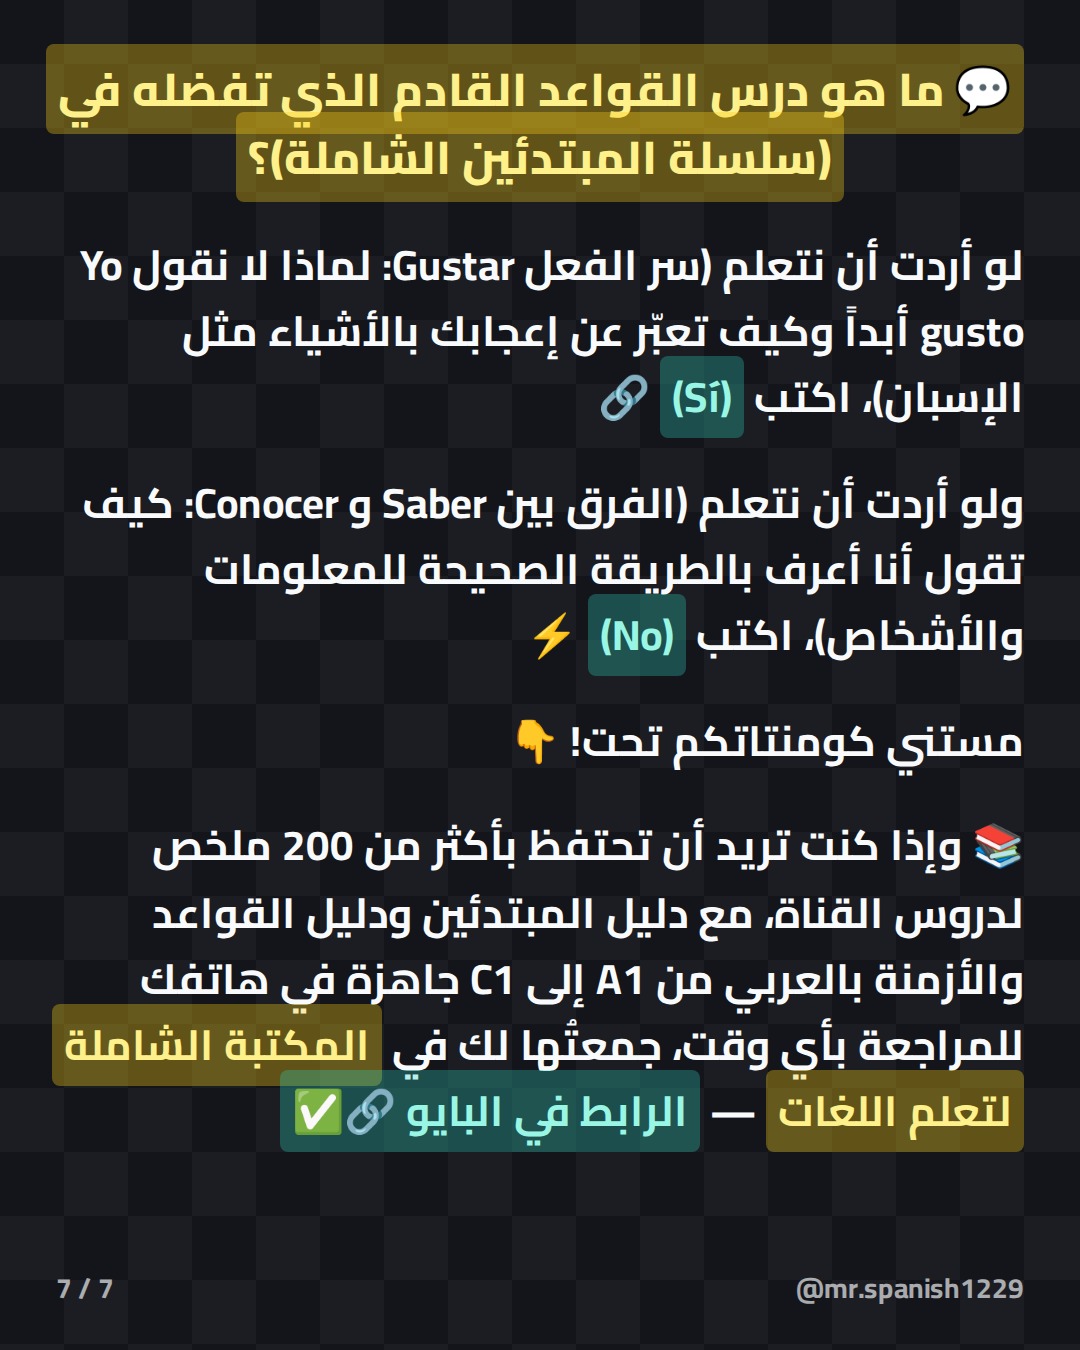 💬 ما هو درس القواعد القادم الذي تفضله في
(سلسلة المبتدئين الشاملة)؟
لو أردت أن نتعلم (سر الفعل Gustar: لماذا لا نقول Yo
gusto أبداً وكيف تعبّر عن إعجابك بالأشياء مثل
الإسبان)، اكتب (Sí) 🔗
ولو أردت أن نتعلم (الفرق بين Saber و Conocer: كيف
تقول أنا أعرف بالطريقة الصحيحة للمعلومات
والأشخاص)، اكتب (No) ⚡
مستني كومنتاتكم تحت! 👇
📚 وإذا كنت تريد أن تحتفظ بأكثر من 200 ملخص
لدروس القناة، مع دليل المبتدئين ودليل القواعد
والأزمنة بالعربي من A1 إلى C1 جاهزة في هاتفك
للمراجعة بأي وقت، جمعتُها لك في المكتبة الشاملة
لتعلم اللغات — الرابط في البايو 🔗✅
7 / 7
@mr.spanish1229